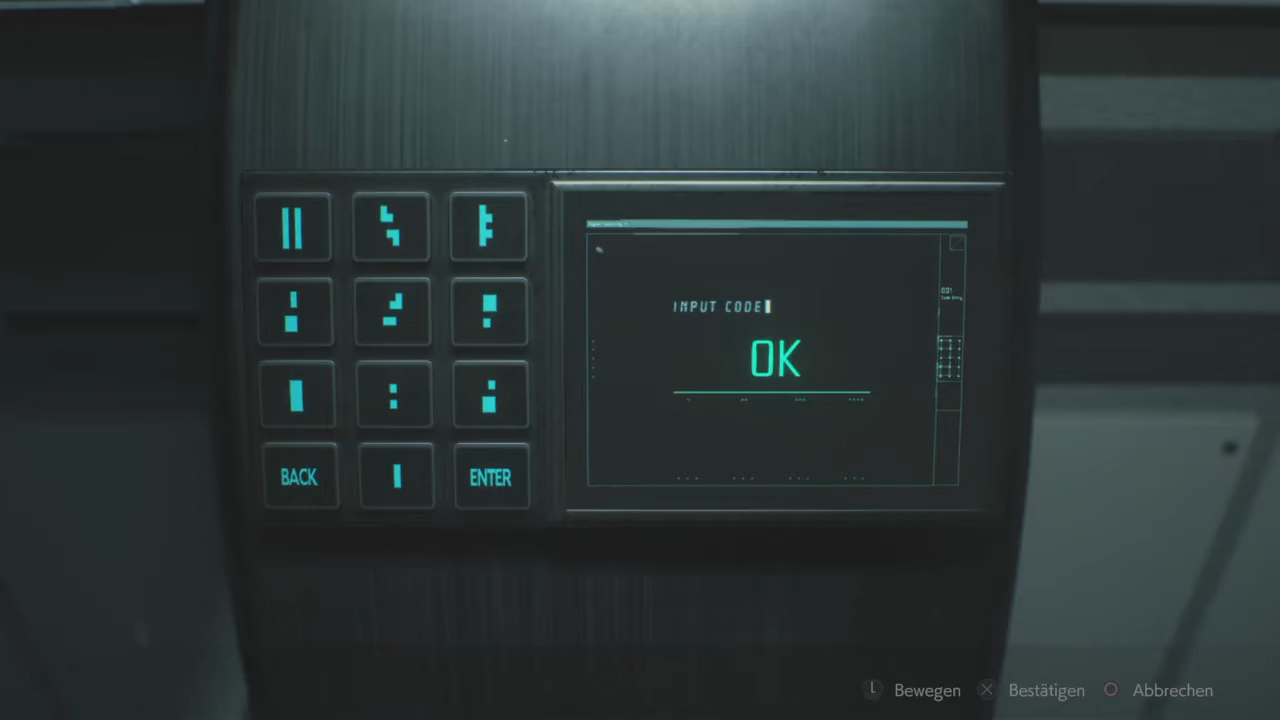 INPUT CODE
OK
BACK
ENTER
Bewegen
Bestätigen
Abbrechen